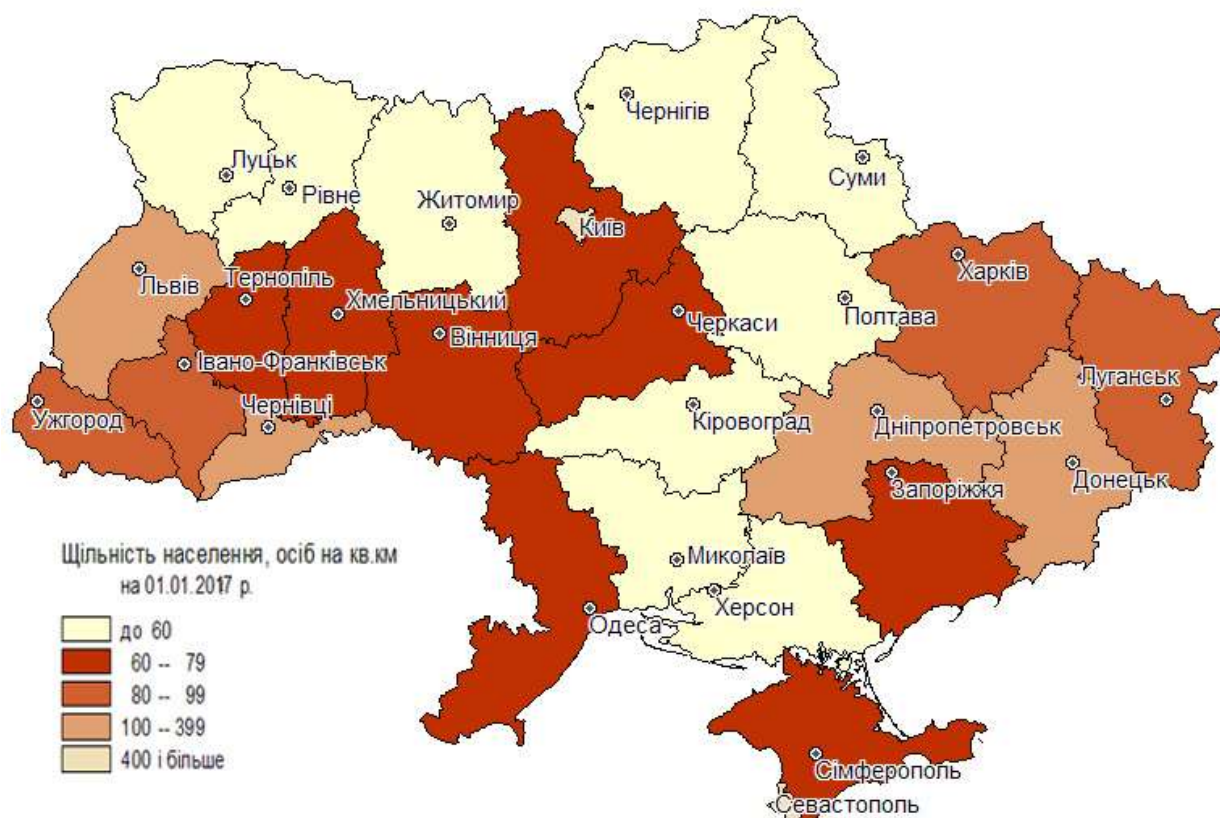 Чернігів
Суми
Луцьк
Рівне
Житомир
Київ
Львів
Тернопіль
Хмельницький
Вінниця
Черкаси
Полтава
Харків
Івано-Франківськ
Ужгород
Чернівці
Кіровоград
Дніпропетровськ
Луганськ
Донецьк
Запоріжжя
Миколаїв
Херсон
Одеса
Сімферополь
Севастополь
Щільність населення, осіб на кв.км
на 01.01.2017 р.
до 60
60 -- 79
80 -- 99
100 -- 399
400 і більше